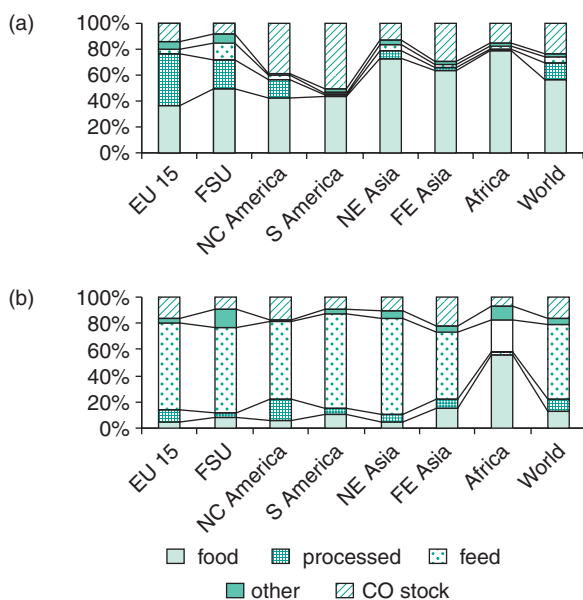 (a)
100%
80%
60%
40%
20%
0%
EU 15
FSU
NC America
S America
NE Asia
FE Asia
Africa
World
(b)
100%
80%
60%
40%
20%
0%
EU 15
FSU
NC America
S America
NE Asia
FE Asia
Africa
World
food processed feed
other CO stock